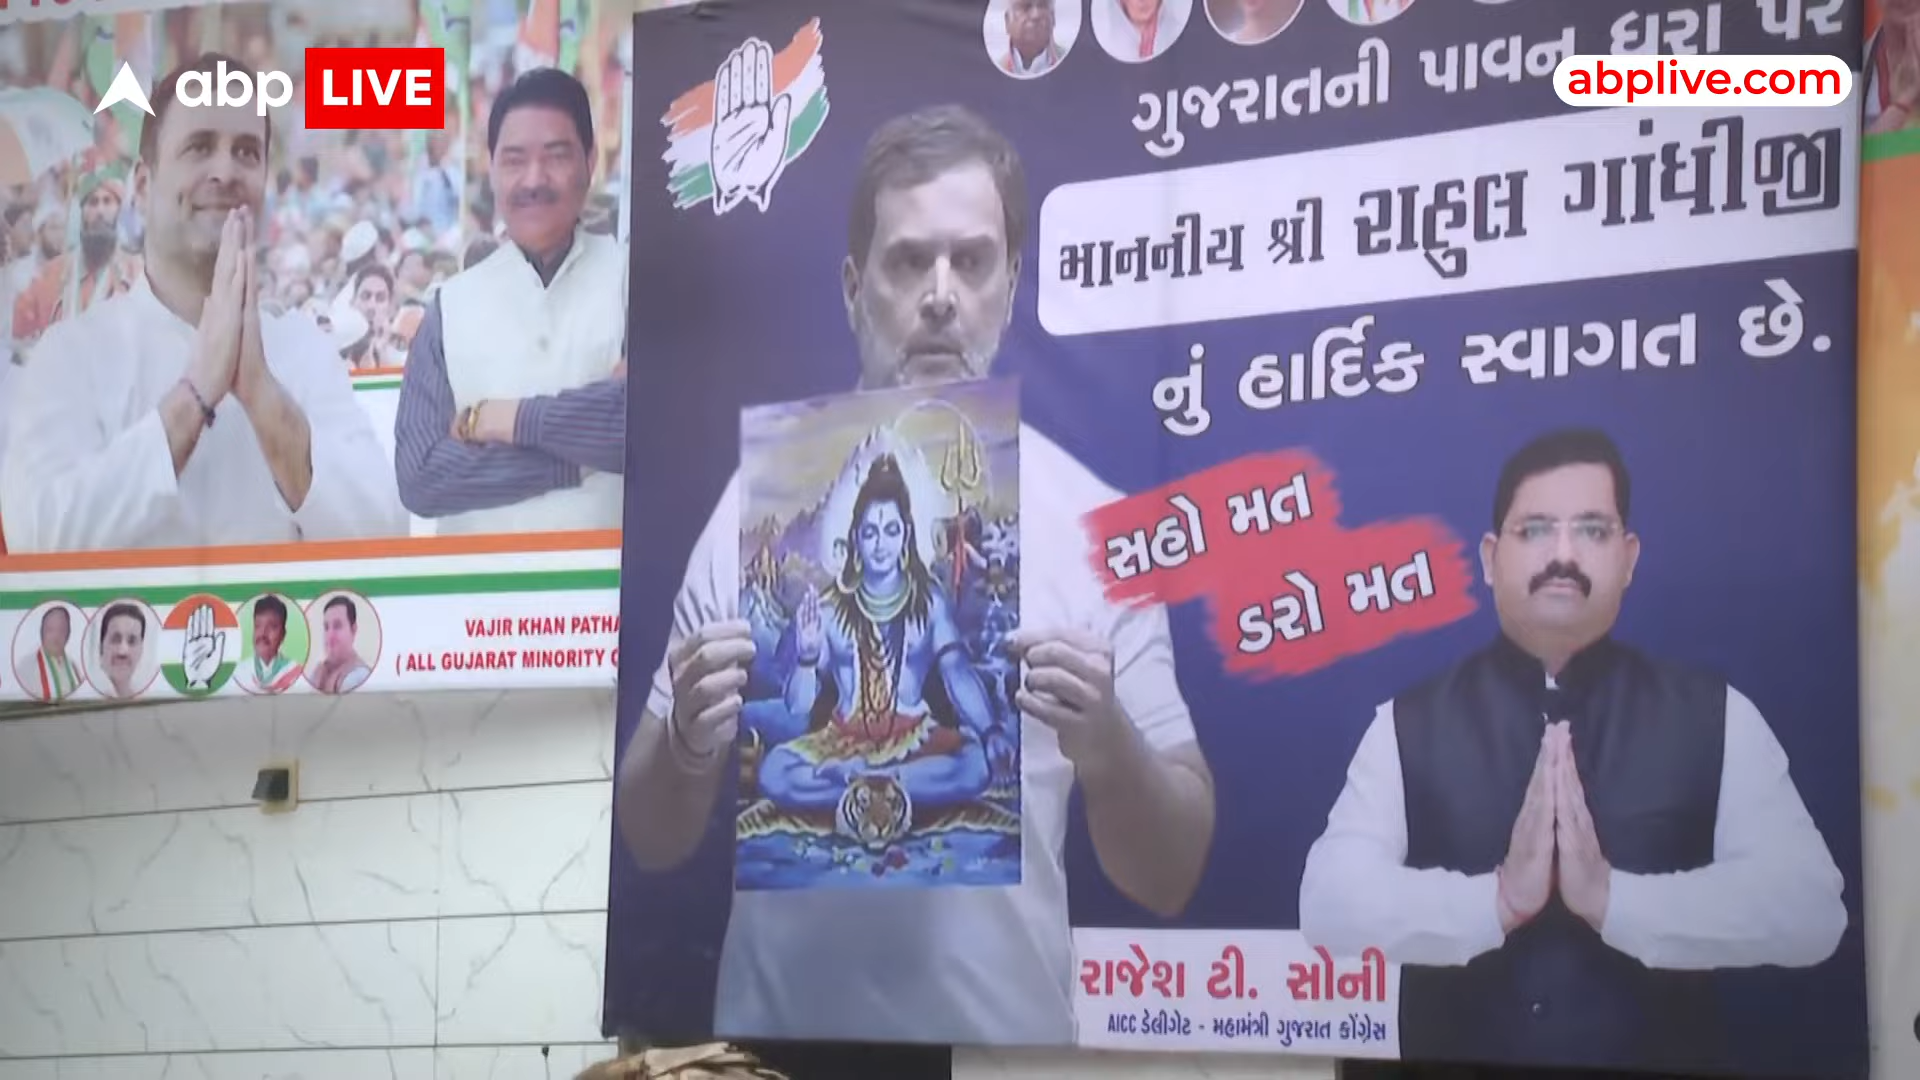 abp LIVE
abplive.com
ગુજરાતની પાવન ધરા પર
માનનીય શ્રી રાહુલ ગાંધીજી
નું હાર્દિક સ્વાગત છે.
સહો મત
ડરો મત
રાજેશ ટી. સોની
AICC ડેલીગેટ - મહામંત્રી ગુજરાત કોંગ્રેસ
VAJIR KHAN PATHA
( ALL GUJARAT MINORITY